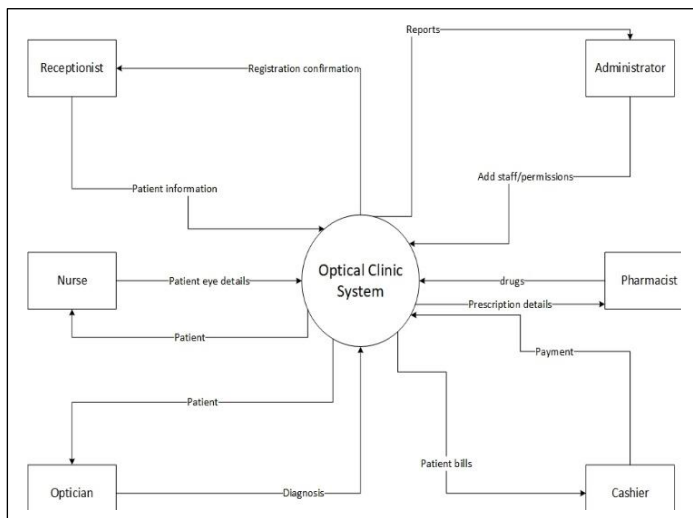 Reports
Receptionist
Registration confirmation
Administrator
Patient information
Add staff/permissions
Optical Clinic
System
Nurse
Patient eye details
drugs
Pharmacist
Prescription details
Patient
Payment
Patient
Patient bills
Optician
Diagnosis
Cashier